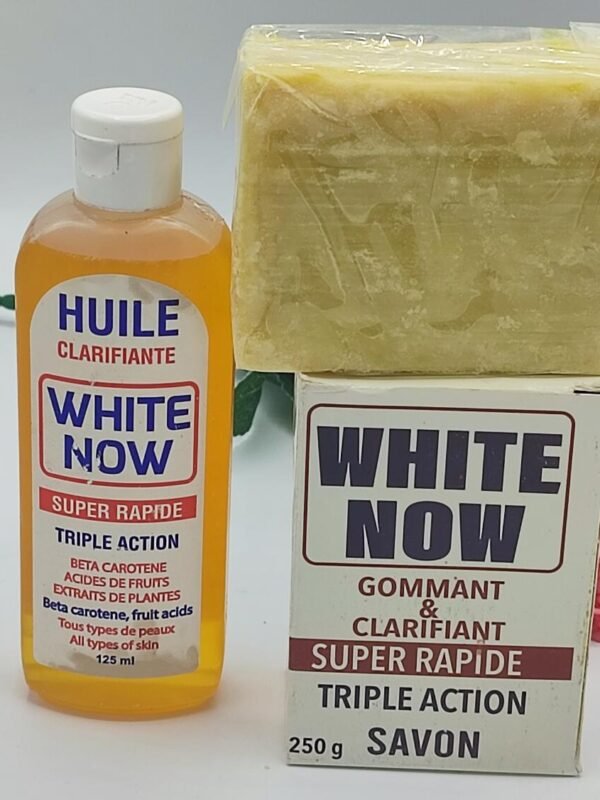 HUILE
CLARIFIANTE
WHITE
NOW
SUPER RAPIDE
TRIPLE ACTION
BETA CAROTENE
ACIDES DE FRUITS
EXTRAITS DE PLANTES
Beta carotene, fruit acids
Tous types de peaux
All types of skin
125 ml
WHITE
NOW
GOMMANT
&
CLARIFIANT
SUPER RAPIDE
TRIPLE ACTION
250 g SAVON